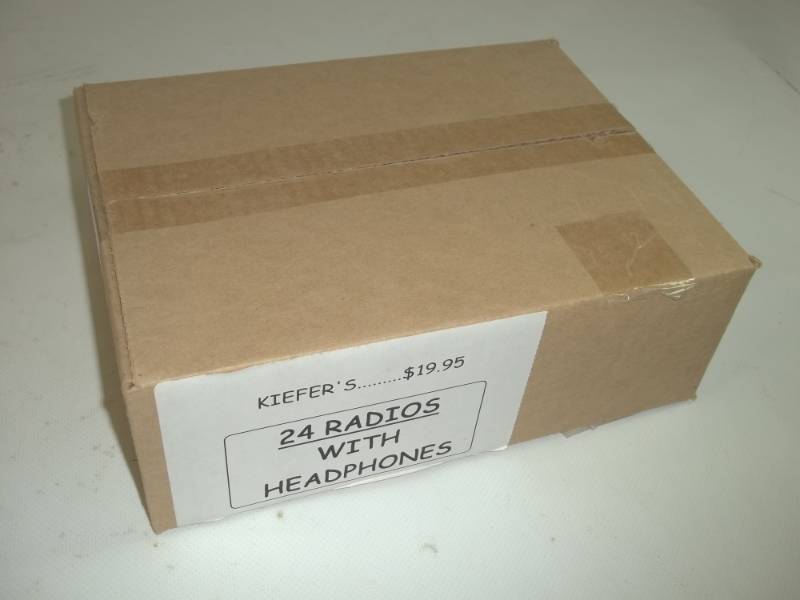 KIEFER'S.........$19.95
24 RADIOS
WITH
HEADPHONES